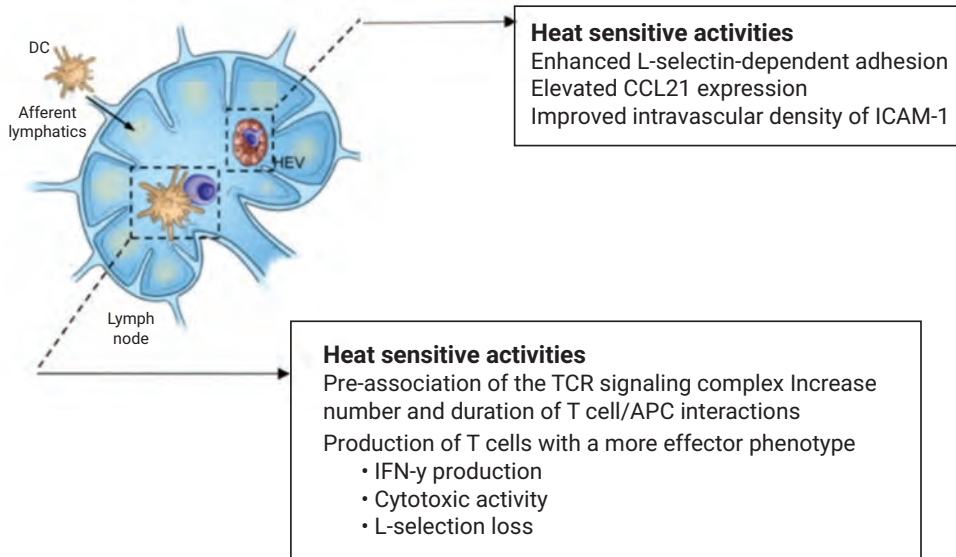 DC
Afferent
lymphatics
HEV
Lymph
node
Heat sensitive activities
Enhanced L-selectin-dependent adhesion
Elevated CCL21 expression
Improved intravascular density of ICAM-1
Heat sensitive activities
Pre-association of the TCR signaling complex Increase
number and duration of T cell/APC interactions
Production of T cells with a more effector phenotype
• IFN-y production
• Cytotoxic activity
• L-selection loss